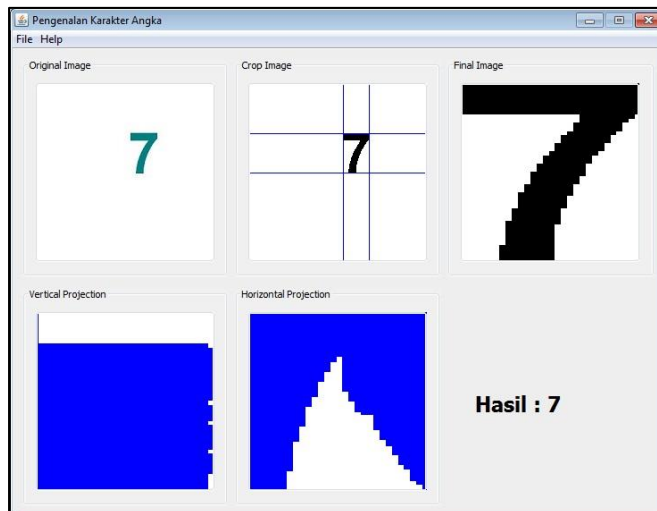 Pengenalan Karakter Angka
File Help
Original Image
Crop Image
Final Image
7
7
7
Vertical Projection
Horizontal Projection
Hasil : 7